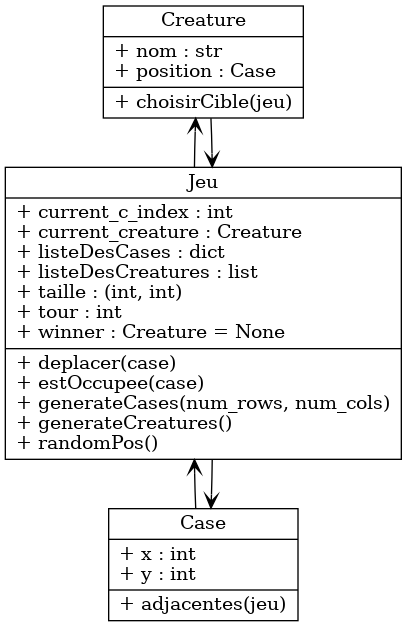 Creature
+ nom : str
+ position : Case
+ choisirCible(jeu)
Jeu
+ current_c_index : int
+ current_creature : Creature
+ listeDesCases : dict
+ listeDesCreatures : list
+ taille : (int, int)
+ tour : int
+ winner : Creature = None
+ deplacer(case)
+ estOccupee(case)
+ generateCases(num_rows, num_cols)
+ generateCreatures()
+ randomPos()
Case
+ x : int
+ y : int
+ adjacentes(jeu)